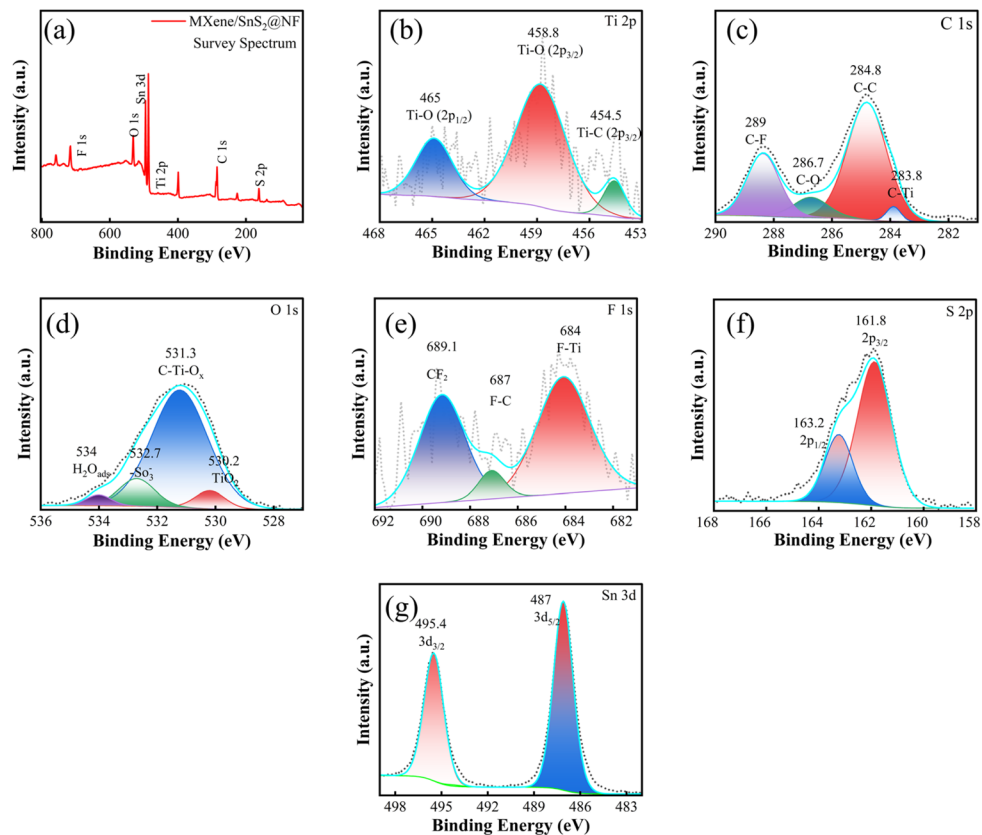 (a)
MXene/SnS₂@NF
Survey Spectrum
F 1s
O 1s
Sn 3d
Ti 2p
C 1s
S 2p
800 600 400 200
Binding Energy (eV)
Intensity (a.u.)
(b)
Ti 2p
458.8
Ti-O (2p₃/₂)
465
Ti-O (2p₁/₂)
454.5
Ti-C (2p₃/₂)
468 465 462 459 456 453
Binding Energy (eV)
Intensity (a.u.)
(c)
C 1s
284.8
C-C
289
C-F
286.7
C-O
283.8
C-Ti
290 288 286 284 282
Binding Energy (eV)
Intensity (a.u.)
(d)
O 1s
531.3
C-Ti-Oₓ
534
H₂Oads
532.7
-So₃⁻
530.2
TiO₂
536 534 532 530 528
Binding Energy (eV)
Intensity (a.u.)
(e)
F 1s
689.1
CF₂
687
F-C
684
F-Ti
692 690 688 686 684 682
Binding Energy (eV)
Intensity (a.u.)
(f)
S 2p
161.8
2p₃/₂
163.2
2p₁/₂
168 166 164 162 160 158
Binding Energy (eV)
Intensity (a.u.)
(g)
Sn 3d
495.4
3d₃/₂
487
3d₅/₂
498 495 492 489 486 483
Binding Energy (eV)
Intensity (a.u.)